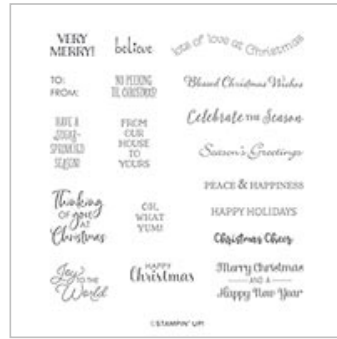 VERY
MERRY!
believe
lots of love at Christmas
TO:
FROM:
NO PEEKING
'TIL CHRISTMAS!
Blessed Christmas Wishes
HAVE A
SUGAR-
SPRINKLED
SEASON!
FROM
OUR
HOUSE
TO
YOURS
Celebrate THE Season
Season's Greetings
Thinking
OF you AT
Christmas
OH,
WHAT
YUM!
PEACE & HAPPINESS
HAPPY HOLIDAYS
Christmas Cheer
Joy TO THE
World
HAPPY
Christmas
Merry Christmas
AND A
Happy New Year
©STAMPIN' UP!